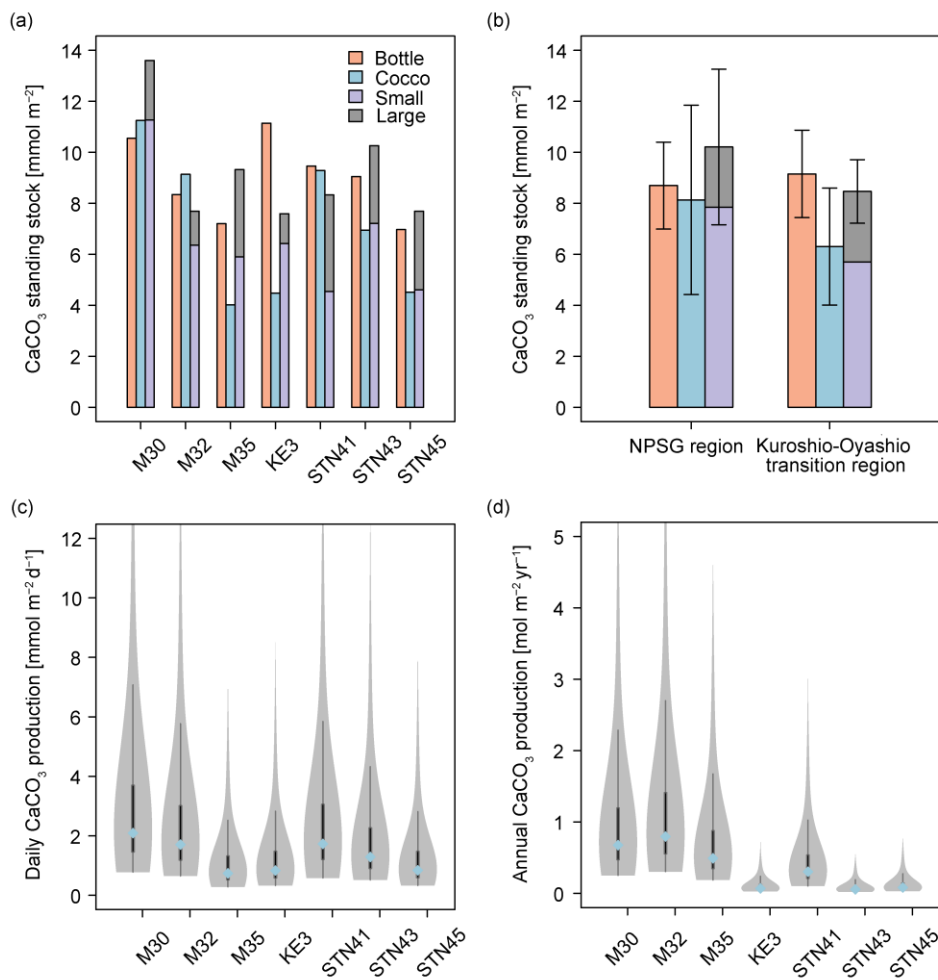 (a)
CaCO₃ standing stock [mmol m⁻²]
14
12
10
8
6
4
2
0
Bottle
Cocco
Small
Large
M30
M32
M35
KE3
STN41
STN43
STN45
(b)
CaCO₃ standing stock [mmol m⁻²]
14
12
10
8
6
4
2
0
NPSG region
Kuroshio-Oyashio
transition region
(c)
Daily CaCO₃ production [mmol m⁻² d⁻¹]
12
10
8
6
4
2
0
M30
M32
M35
KE3
STN41
STN43
STN45
(d)
Annual CaCO₃ production [mol m⁻² yr⁻¹]
5
4
3
2
1
0
M30
M32
M35
KE3
STN41
STN43
STN45